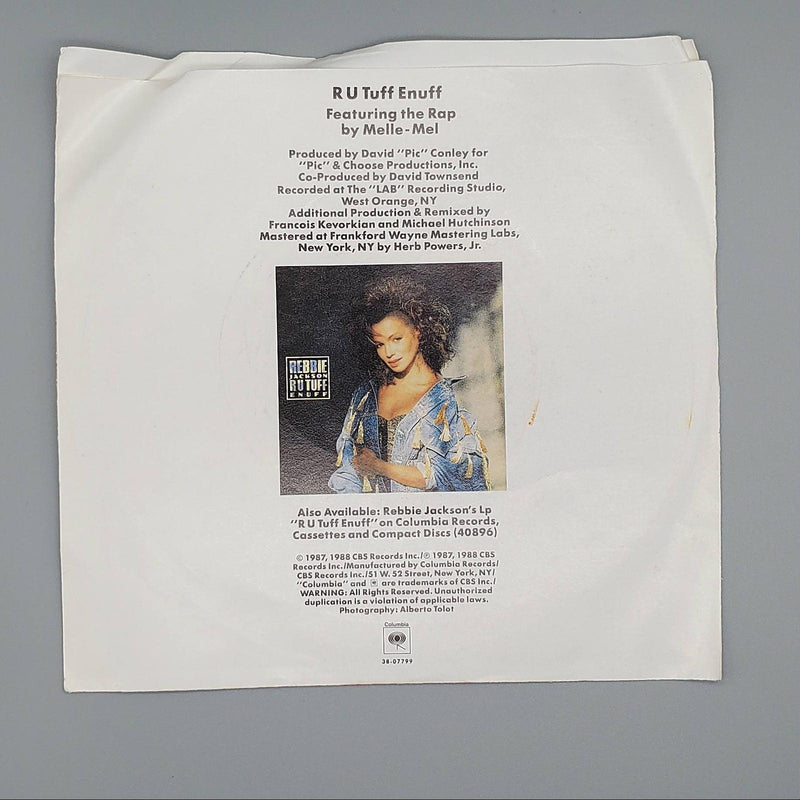 R U Tuff Enuff
Featuring the Rap
by Melle-Mel
Produced by David "Pic" Conley for
"Pic" & Choose Productions, Inc.
Co-Produced by David Townsend
Recorded at The "LAB" Recording Studio,
West Orange, NY
Additional Production & Remixed by
Francois Kevorkian and Michael Hutchinson
Mastered at Frankford Wayne Mastering Labs,
New York, NY by Herb Powers, Jr.
REBBIE
JACKSON
R U TUFF
ENUFF
Also Available: Rebbie Jackson's Lp
"R U Tuff Enuff" on Columbia Records,
Cassettes and Compact Discs (40896)
© 1987, 1988 CBS Records Inc./℗ 1987, 1988 CBS
Records Inc./Manufactured by Columbia Records/
CBS Records Inc./51 W. 52 Street, New York, NY/
"Columbia" and are trademarks of CBS Inc./
WARNING: All Rights Reserved. Unauthorized
duplication is a violation of applicable laws.
Photography: Alberto Tolot
Columbia
38-07799